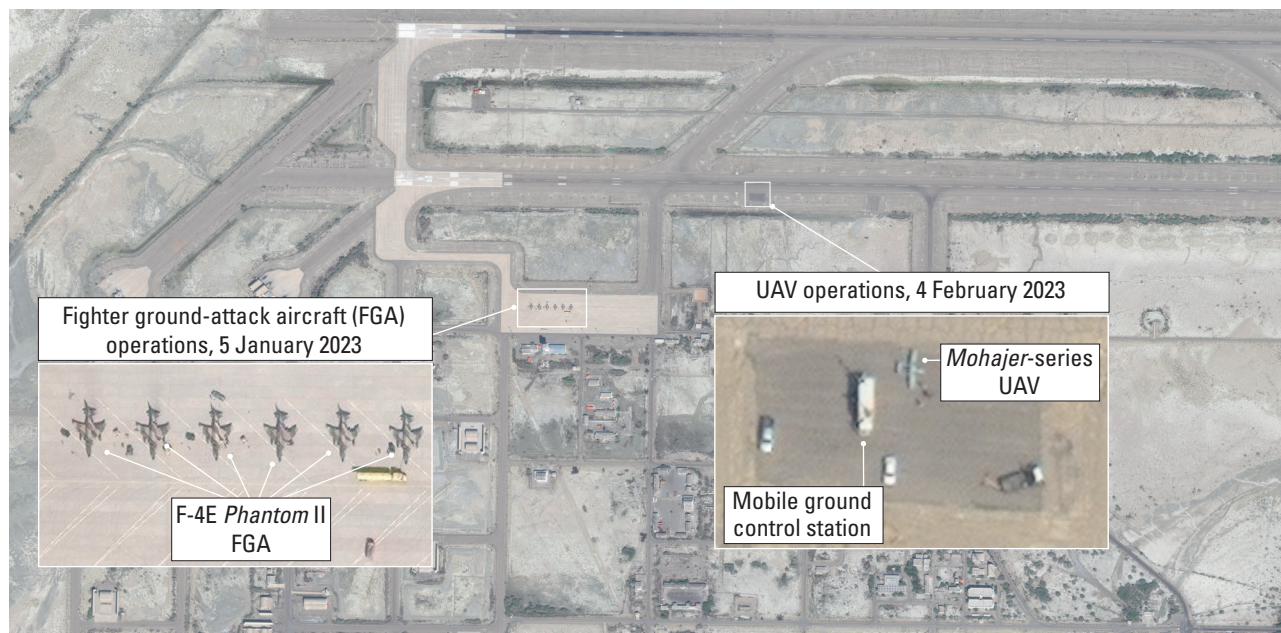 Fighter ground-attack aircraft (FGA)
operations, 5 January 2023
F-4E Phantom II
FGA
UAV operations, 4 February 2023
Mohajer-series
UAV
Mobile ground
control station